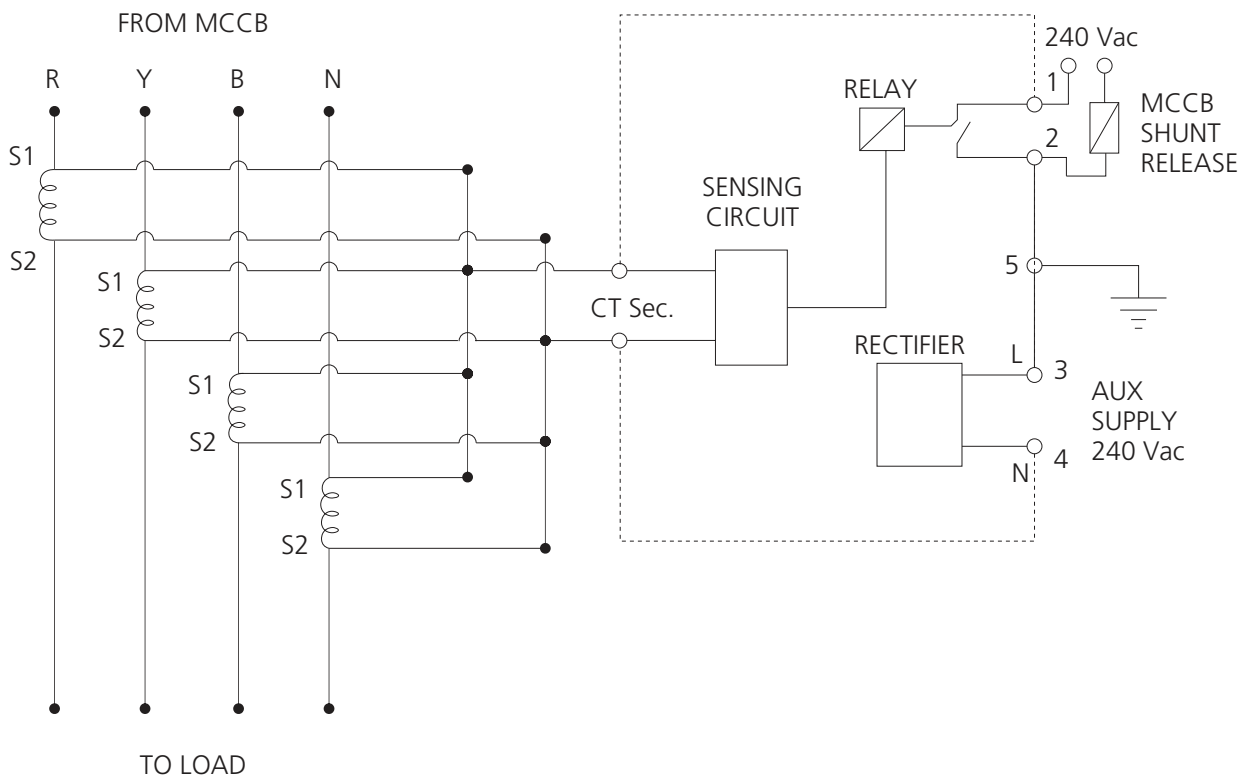 FROM MCCB
R Y B N
S1
S2
S1
S2
S1
S2
S1
S2
TO LOAD
CT Sec.
SENSING
CIRCUIT
RELAY
240 Vac
1
2
MCCB
SHUNT
RELEASE
5
RECTIFIER
L 3
N 4
AUX
SUPPLY
240 Vac